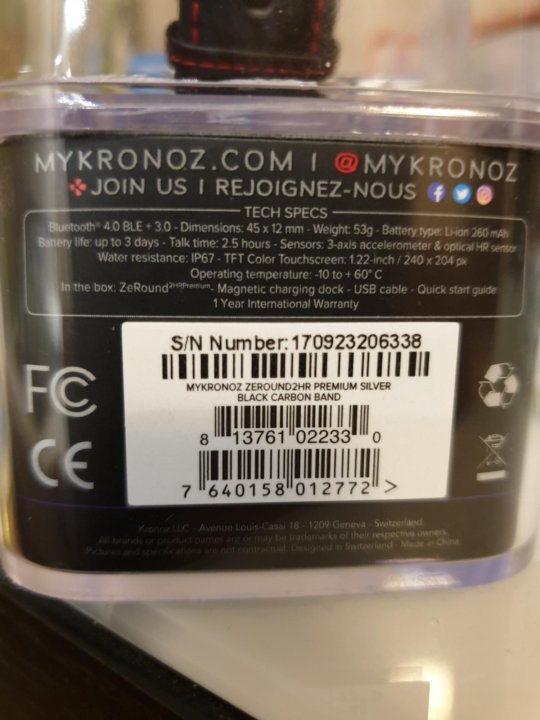 MYKRONOZ.COM | @MYKRONOZ
JOIN US | REJOIGNEZ-NOUS
TECH SPECS
Bluetooth® 4.0 BLE + 3.0 - Dimensions: 45 x 12 mm - Weight: 53g - Battery type: Li-ion 260 mAh
Battery life: up to 3 days - Talk time: 2.5 hours - Sensors: 3-axis accelerometer & optical HR sensor
Water resistance: IP67 - TFT Color Touchscreen: 1.22-inch / 240 x 204 px
Operating temperature: -10 to + 60° C
In the box: ZeRound2HRPremium, Magnetic charging dock - USB cable - Quick start guide
1 Year International Warranty
S/N Number:170923206338
MYKRONOZ ZEROUND2HR PREMIUM SILVER
BLACK CARBON BAND
8 13761 02233 0
7 640158 012772 >
FC
CE
Kronoz LLC - Avenue Louis-Casaï 18 - 1209 Geneva - Switzerland
All brands or product names are or may be trademarks of their respective owners.
Pictures and specifications are not contractual. Designed in Switzerland - Made in China.